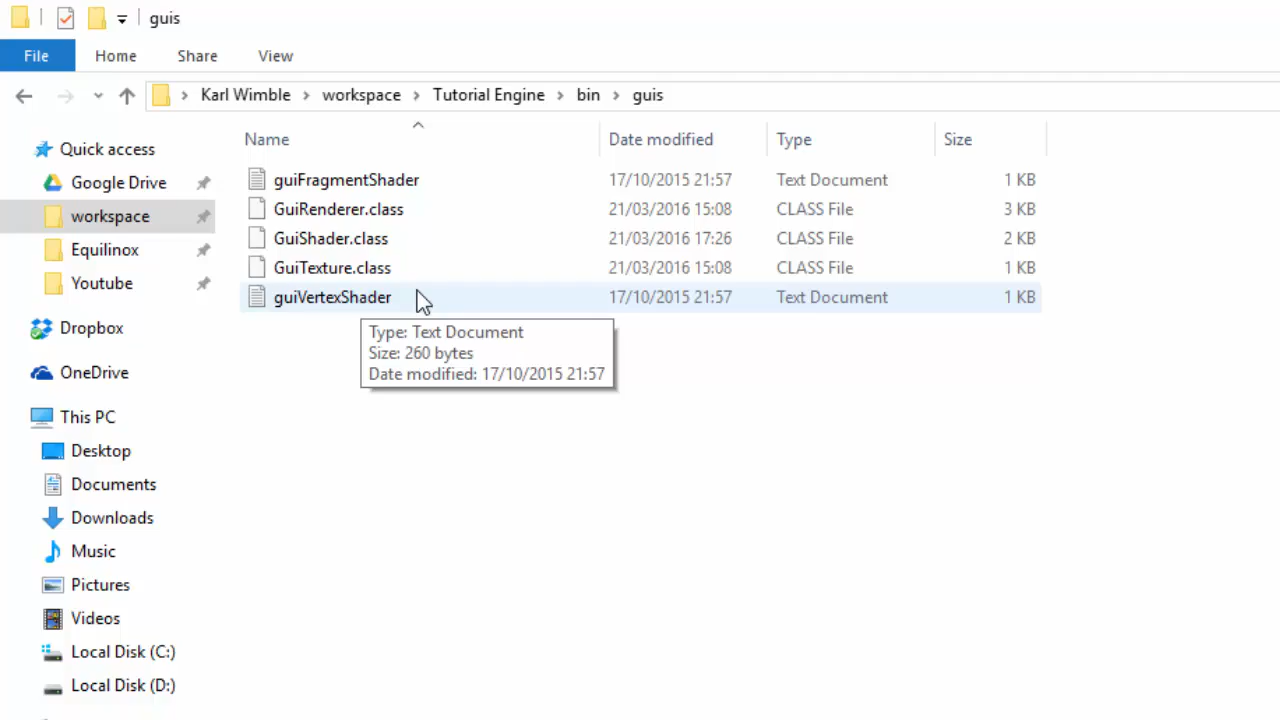 guis
File Home Share View
Karl Wimble workspace Tutorial Engine bin guis
Name Date modified Type Size
Quick access
Google Drive
workspace
Equilinox
Youtube
Dropbox
OneDrive
This PC
Desktop
Documents
Downloads
Music
Pictures
Videos
Local Disk (C:)
Local Disk (D:)
guiFragmentShader 17/10/2015 21:57 Text Document 1 KB
GuiRenderer.class 21/03/2016 15:08 CLASS File 3 KB
GuiShader.class 21/03/2016 17:26 CLASS File 2 KB
GuiTexture.class 21/03/2016 15:08 CLASS File 1 KB
guiVertexShader 17/10/2015 21:57 Text Document 1 KB
Type: Text Document
Size: 260 bytes
Date modified: 17/10/2015 21:57